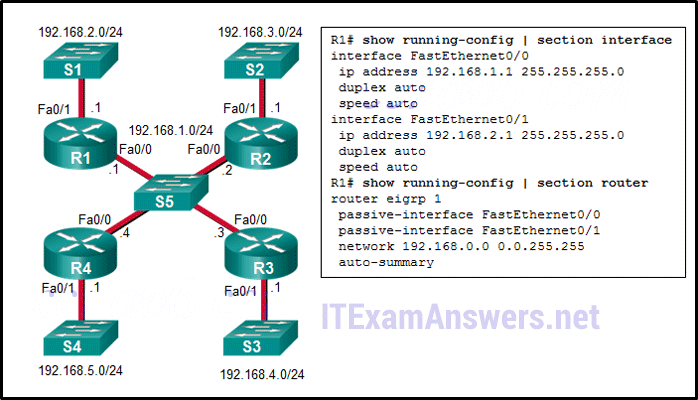 192.168.2.0/24
192.168.3.0/24
S1
S2
Fa0/1
.1
Fa0/1
.1
192.168.1.0/24
R1
Fa0/0
.1
Fa0/0
.2
R2
S5
R4
Fa0/0
.4
Fa0/0
.3
R3
Fa0/1
.1
Fa0/1
.1
S4
S3
192.168.5.0/24
192.168.4.0/24
R1# show running-config | section interface
interface FastEthernet0/0
ip address 192.168.1.1 255.255.255.0
duplex auto
speed auto
interface FastEthernet0/1
ip address 192.168.2.1 255.255.255.0
duplex auto
speed auto
R1# show running-config | section router
router eigrp 1
passive-interface FastEthernet0/0
passive-interface FastEthernet0/1
network 192.168.0.0 0.0.255.255
auto-summary
ITExamAnswers.net